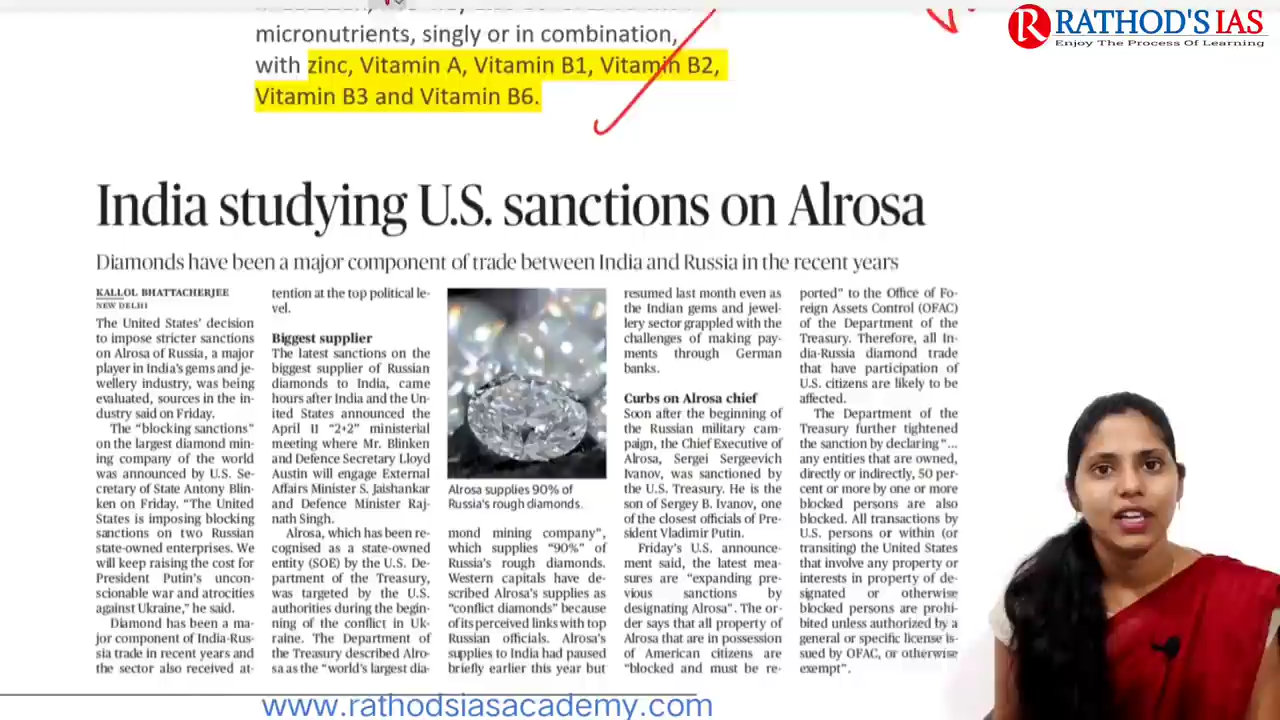 micronutrients, singly or in combination,
with zinc, Vitamin A, Vitamin B1, Vitamin B2,
Vitamin B3 and Vitamin B6.
RATHOD'S IAS
Enjoy The Process Of Learning
India studying U.S. sanctions on Alrosa
Diamonds have been a major component of trade between India and Russia in the recent years
KALLOL BHATTACHERJEE
NEW DELHI
The United States' decision
to impose stricter sanctions
on Alrosa of Russia, a major
player in India's gems and je-
wellery industry, was being
evaluated, sources in the in-
dustry said on Friday.
The "blocking sanctions"
on the largest diamond min-
ing company of the world
was announced by U.S. Se-
cretary of State Antony Blin-
ken on Friday. "The United
States is imposing blocking
sanctions on two Russian
state-owned enterprises. We
will keep raising the cost for
President Putin's uncon-
scionable war and atrocities
against Ukraine," he said.
Diamond has been a ma-
jor component of India-Rus-
sia trade in recent years and
the sector also received at-
tention at the top political le-
vel.
Biggest supplier
The latest sanctions on the
biggest supplier of Russian
diamonds to India, came
hours after India and the Un-
ited States announced the
April 11 "2+2" ministerial
meeting where Mr. Blinken
and Defence Secretary Lloyd
Austin will engage External
Affairs Minister S. Jaishankar
and Defence Minister Raj-
nath Singh.
Alrosa, which has been re-
cognised as a state-owned
entity (SOE) by the U.S. De-
partment of the Treasury,
was targeted by the U.S.
authorities during the begin-
ning of the conflict in Uk-
raine. The Department of
the Treasury described Alro-
sa as the "world's largest dia-
Alrosa supplies 90% of
Russia's rough diamonds.
mond mining company",
which supplies "90%" of
Russia's rough diamonds.
Western capitals have de-
scribed Alrosa's supplies as
"conflict diamonds" because
of its perceived links with top
Russian officials. Alrosa's
supplies to India had paused
briefly earlier this year but
resumed last month even as
the Indian gems and jewel-
lery sector grappled with the
challenges of making pay-
ments through German
banks.
Curbs on Alrosa chief
Soon after the beginning of
the Russian military cam-
paign, the Chief Executive of
Alrosa, Sergei Sergeevich
Ivanov, was sanctioned by
the U.S. Treasury. He is the
son of Sergey B. Ivanov, one
of the closest officials of Pre-
sident Vladimir Putin.
Friday's U.S. announce-
ment said, the latest mea-
sures are "expanding pre-
vious sanctions by
designating Alrosa". The or-
der says that all property of
Alrosa that are in possession
of American citizens are
"blocked and must be re-
ported" to the Office of Fo-
reign Assets Control (OFAC)
of the Department of the
Treasury. Therefore, all In-
dia-Russia diamond trade
that have participation of
U.S. citizens are likely to be
affected.
The Department of the
Treasury further tightened
the sanction by declaring "...
any entities that are owned,
directly or indirectly, 50 per-
cent or more by one or more
blocked persons are also
blocked. All transactions by
U.S. persons or within (or
transiting) the United States
that involve any property or
interests in property of de-
signated or otherwise
blocked persons are prohi-
bited unless authorized by a
general or specific license is-
sued by OFAC, or otherwise
exempt".
www.rathodsiasacademy.com